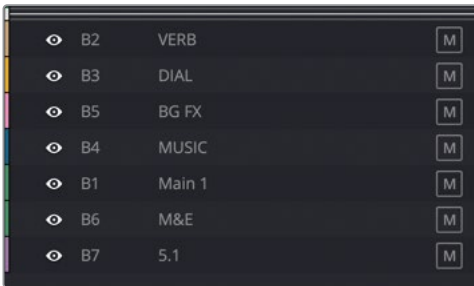 B2 VERB M
B3 DIAL M
B5 BG FX M
B4 MUSIC M
B1 Main 1 M
B6 M&E M
B7 5.1 M